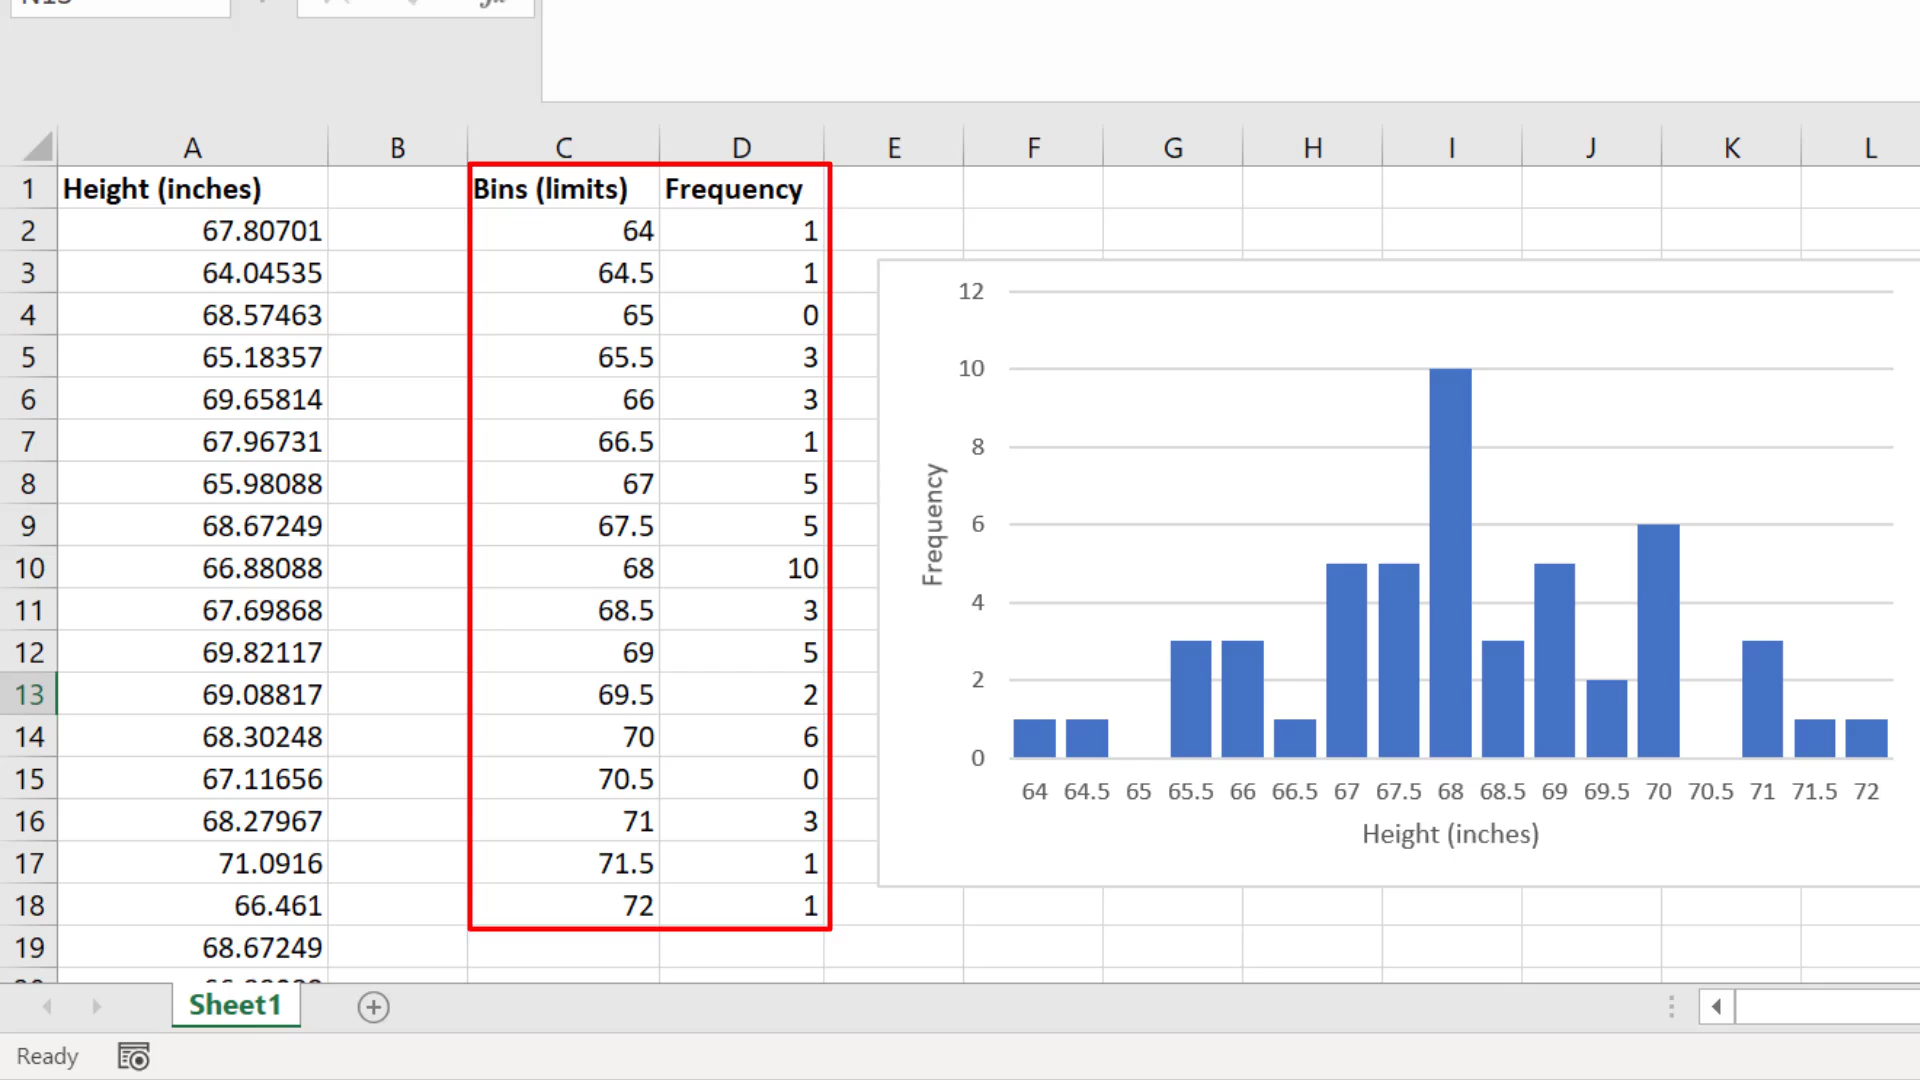 A B C D E F G H I J K L
1 Height (inches) Bins (limits) Frequency
2 67.80701 64 1
3 64.04535 64.5 1
4 68.57463 65 0
5 65.18357 65.5 3
6 69.65814 66 3
7 67.96731 66.5 1
8 65.98088 67 5
9 68.67249 67.5 5
10 66.88088 68 10
11 67.69868 68.5 3
12 69.82117 69 5
13 69.08817 69.5 2
14 68.30248 70 6
15 67.11656 70.5 0
16 68.27967 71 3
17 71.0916 71.5 1
18 66.461 72 1
19 68.67249
12
10
8
6
4
2
0
Frequency
64 64.5 65 65.5 66 66.5 67 67.5 68 68.5 69 69.5 70 70.5 71 71.5 72
Height (inches)
Sheet1
Ready